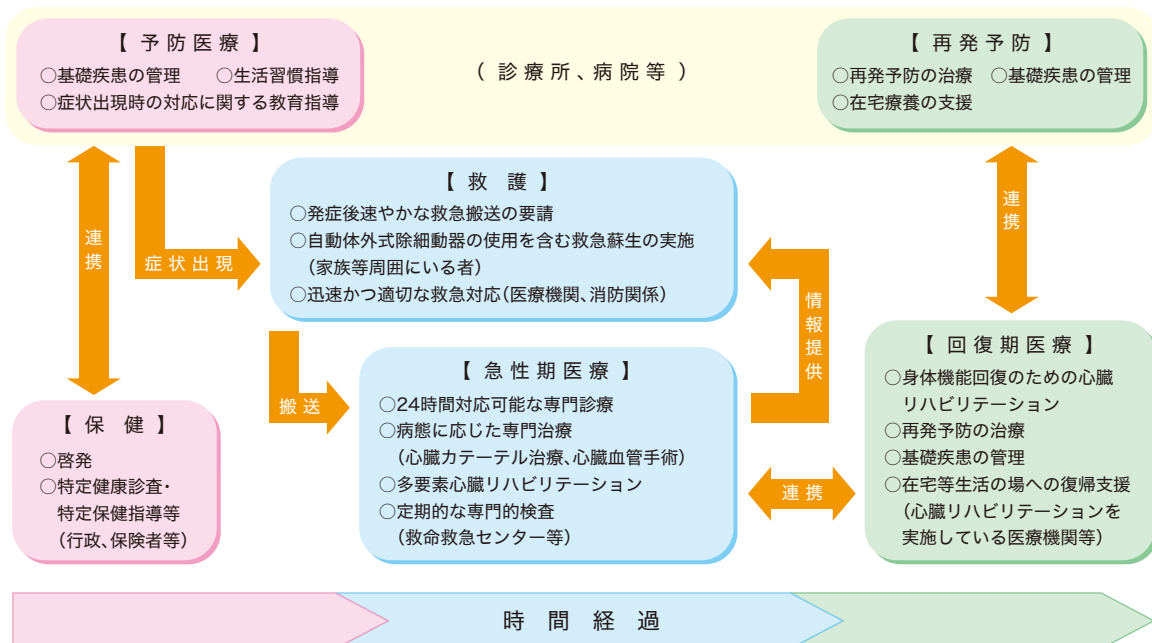 【予防医療】
○基礎疾患の管理　○生活習慣指導
○症状出現時の対応に関する教育指導
（診療所、病院等）
【再発予防】
○再発予防の治療　○基礎疾患の管理
○在宅療養の支援
連携
症状出現
【救護】
○発症後速やかな救急搬送の要請
○自動体外式除細動器の使用を含む救急蘇生の実施
（家族等周囲にいる者）
○迅速かつ適切な救急対応（医療機関、消防関係）
情報提供
連携
【保健】
○啓発
○特定健康診査・
特定保健指導等
（行政、保険者等）
搬送
【急性期医療】
○24時間対応可能な専門診療
○病態に応じた専門治療
（心臓カテーテル治療、心臓血管手術）
○多要素心臓リハビリテーション
○定期的な専門的検査
（救命救急センター等）
連携
【回復期医療】
○身体機能回復のための心臓
リハビリテーション
○再発予防の治療
○基礎疾患の管理
○在宅等生活の場への復帰支援
（心臓リハビリテーションを
実施している医療機関等）
時間経過